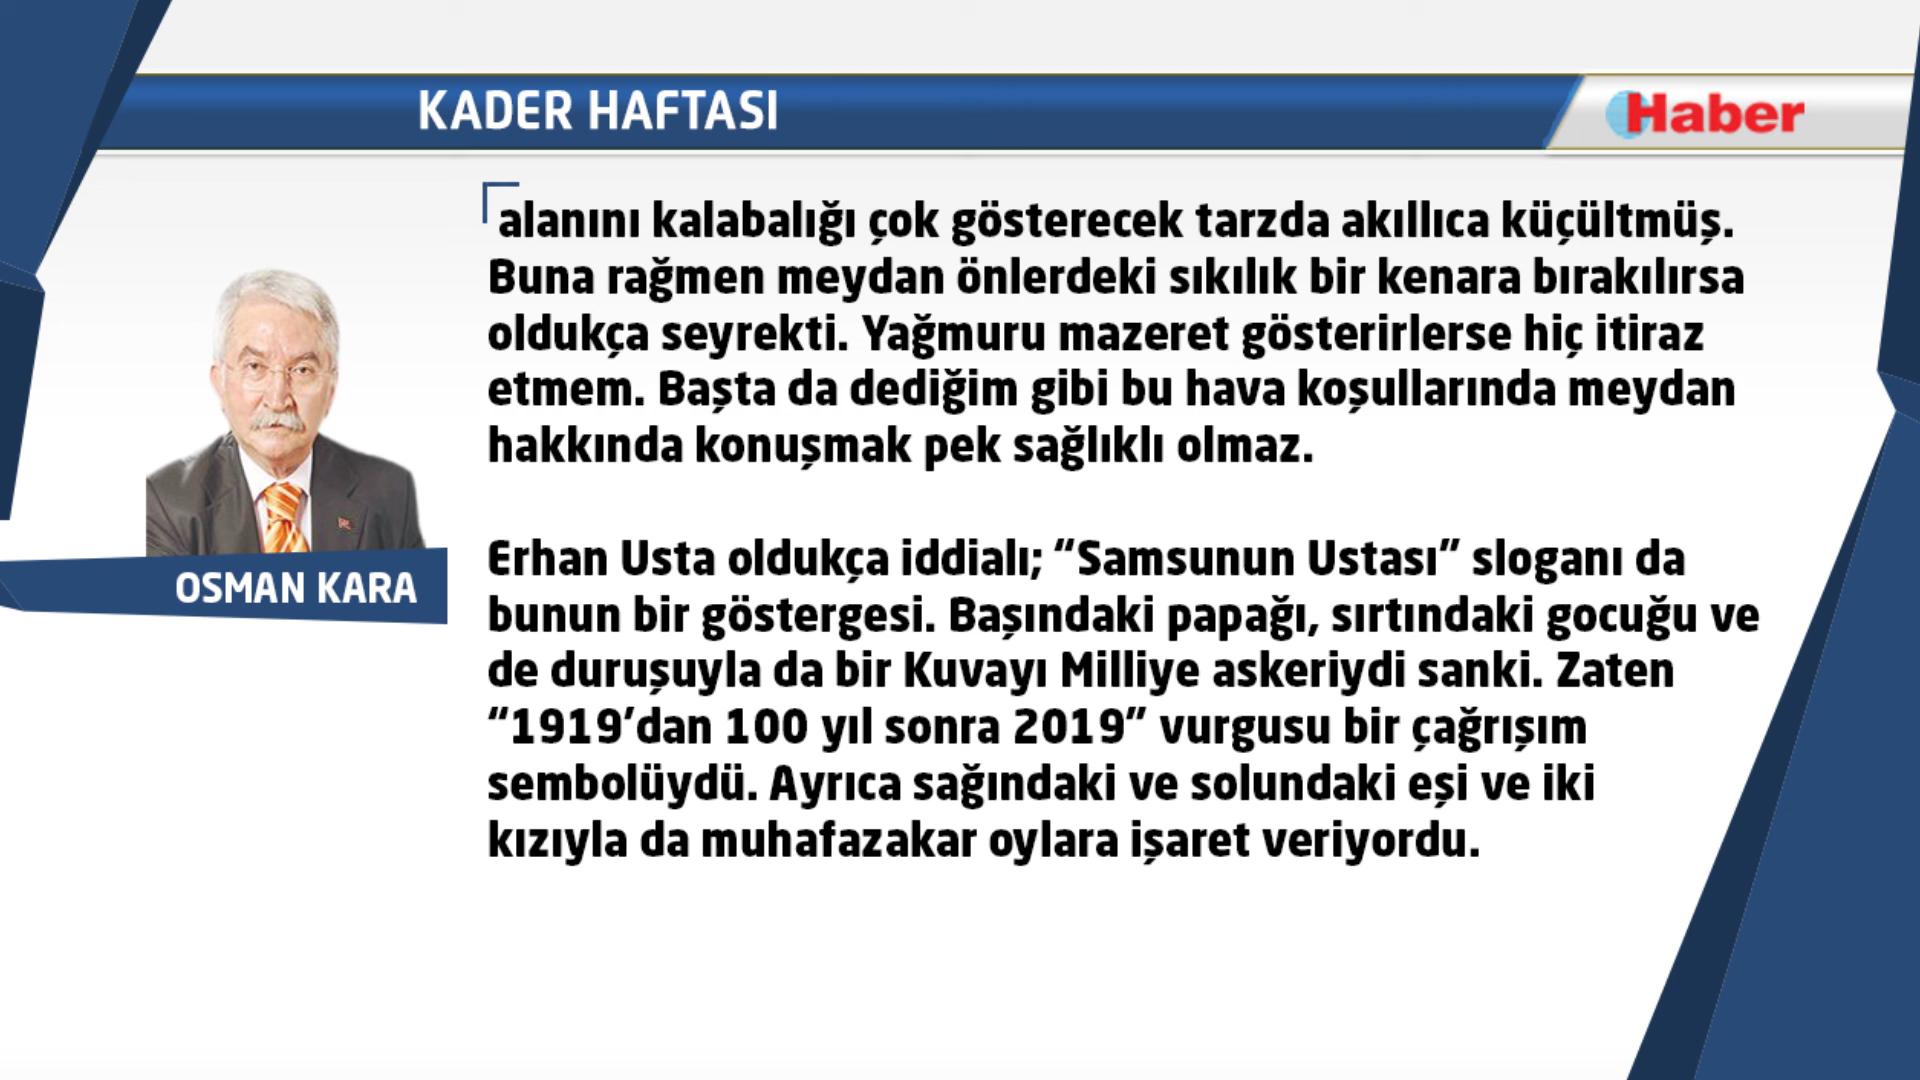 KADER HAFTASI
Haber
alanını kalabalığı çok gösterecek tarzda akıllıca küçültmüş.
Buna rağmen meydan önlerdeki sıkılık bir kenara bırakılırsa
oldukça seyrekti. Yağmuru mazeret gösterirlerse hiç itiraz
etmem. Başta da dediğim gibi bu hava koşullarında meydan
hakkında konuşmak pek sağlıklı olmaz.
Erhan Usta oldukça iddialı; “Samsunun Ustası” sloganı da
bunun bir göstergesi. Başındaki papağı, sırtındaki gocuğu ve
de duruşuyla da bir Kuvayı Milliye askeriydi sanki. Zaten
“1919’dan 100 yıl sonra 2019” vurgusu bir çağrışım
sembolüydü. Ayrıca sağındaki ve solundaki eşi ve iki
kızıyla da muhafazakar oylara işaret veriyordu.
OSMAN KARA